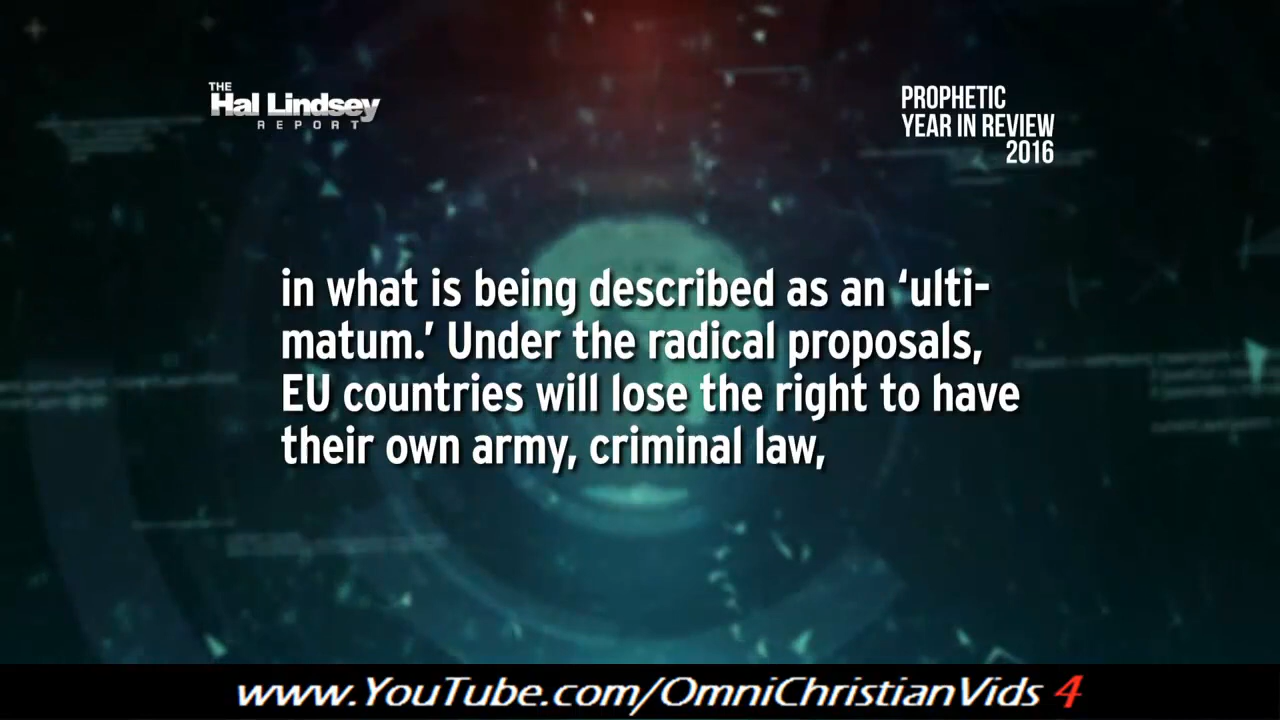 THE
Hal Lindsey
REPORT
PROPHETIC
YEAR IN REVIEW
2016
in what is being described as an ‘ulti-
matum.’ Under the radical proposals,
EU countries will lose the right to have
their own army, criminal law,
www.YouTube.com/OmniChristianVids 4